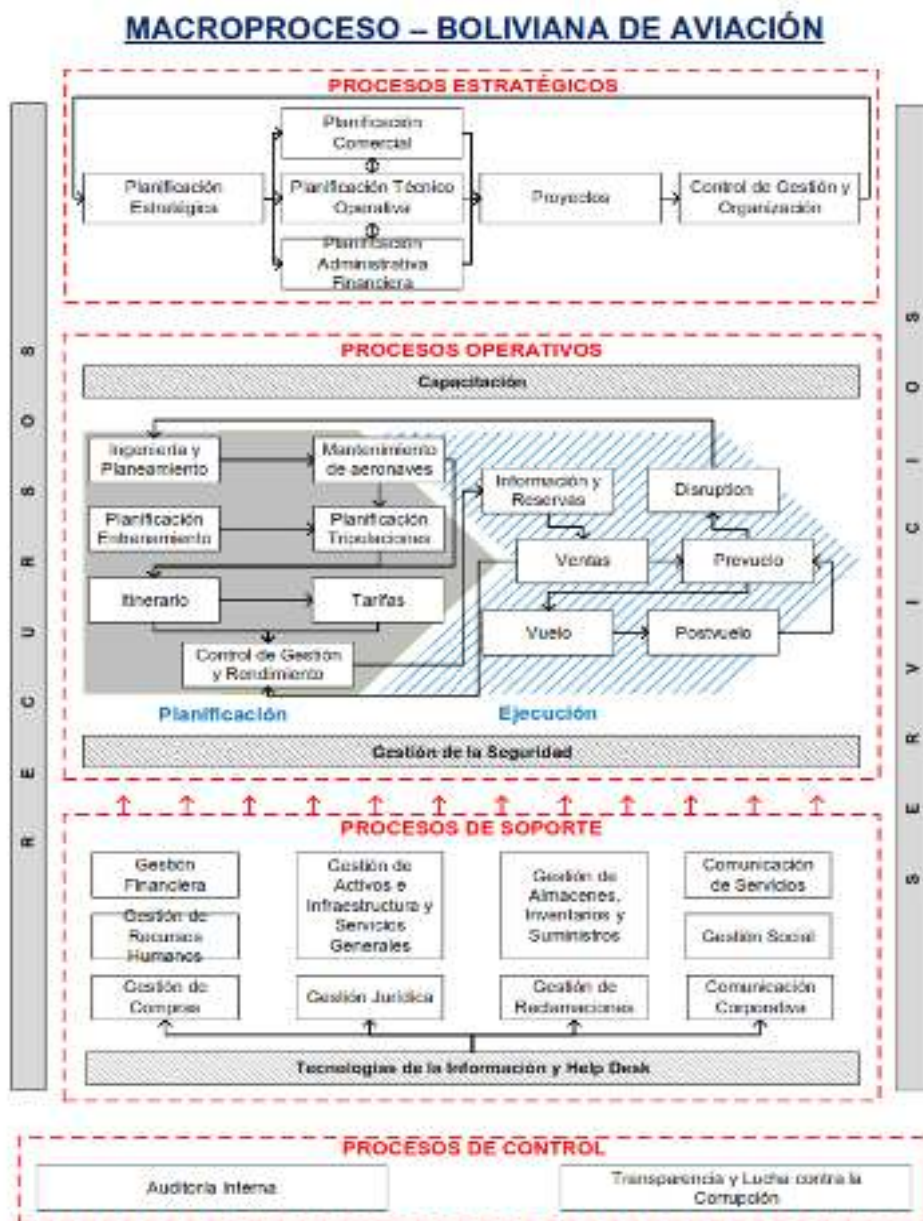 MACROPROCESO – BOLIVIANA DE AVIACIÓN
PROCESOS ESTRATÉGICOS
Planificación
Estratégica
Planificación
Comercial
Planificación Técnico
Operativa
Planificación
Administrativa
Financiera
Proyectos
Control de Gestión y
Organización
RECURSOS
SERVICIOS
PROCESOS OPERATIVOS
Capacitación
Ingeniería y
Planeamiento
Mantenimiento
de aeronaves
Información y
Reservas
Disruption
Planificación
Entrenamiento
Planificación
Tripulaciones
Ventas
Prevuelo
Itinerario
Tarifas
Vuelo
Postvuelo
Control de Gestión
y Rendimiento
Planificación
Ejecución
Gestión de la Seguridad
PROCESOS DE SOPORTE
Gestión
Financiera
Gestión de
Activos e
Infraestructura y
Servicios
Generales
Gestión de
Almacenes,
Inventarios y
Suministros
Comunicación
de Servicios
Gestión de
Recursos
Humanos
Gestión Social
Gestión de
Compras
Gestión Jurídica
Gestión de
Reclamaciones
Comunicación
Corporativa
Tecnologías de la Información y Help Desk
PROCESOS DE CONTROL
Auditoría Interna
Transparencia y Lucha contra la
Corrupción